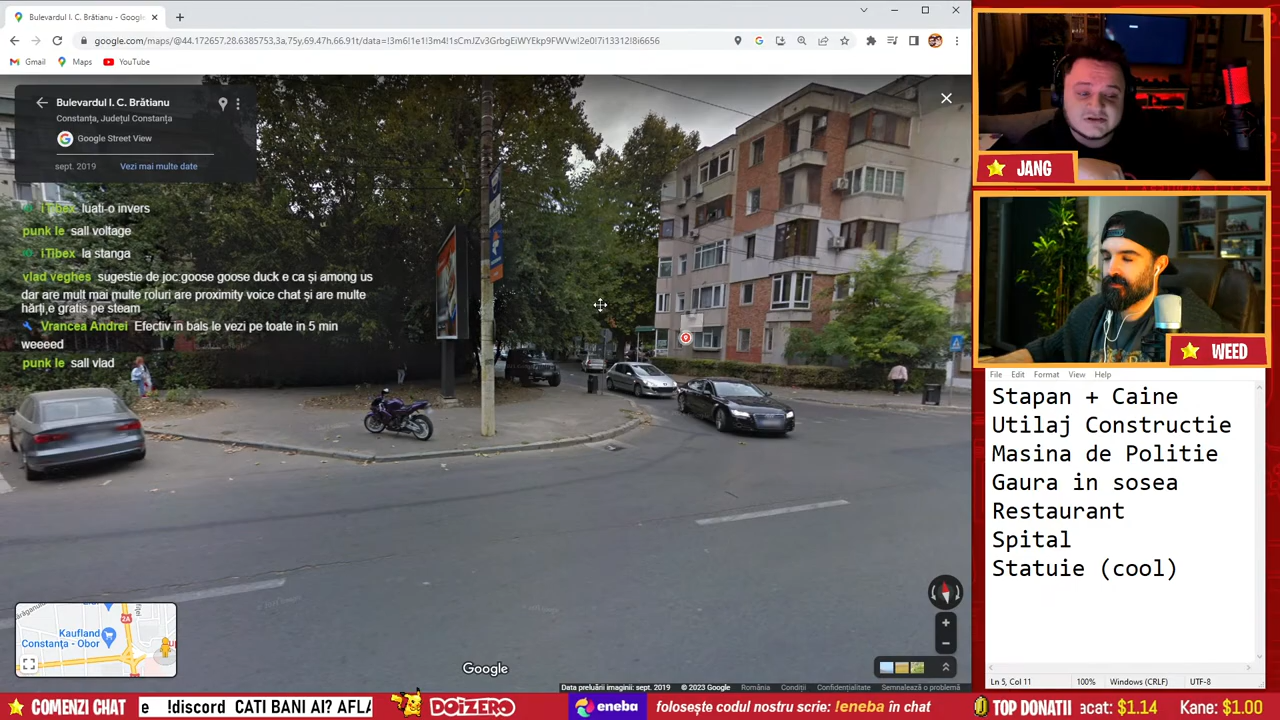 Bulevardul I. C. Brătianu - Google
google.com/maps/@44.172657,28.6385753,3a,75y,69.47h,66.91t/data=!3m6!1e1!3m4!1sCmJZv3GrbgEiWYEkp9FWVw!2e0!7i13312!8i6656
Gmail Maps YouTube
Bulevardul I. C. Brătianu
Constanța, Județul Constanța
Google Street View
sept. 2019 Vezi mai multe date
iTibex luati-o invers
punk le sall voltage
iTibex la stanga
vlad veghes sugestie de joc:goose goose duck e ca și among us
dar are mult mai multe roluri are proximity voice chat și are multe
hărți,e gratis pe steam
Vrancea Andrei Efectiv in bals le vezi pe toate in 5 min
weeeed
punk le sall vlad
Kaufland
Constanța - Obor
2A
Google
Data preluării imaginii: sept. 2019 © 2023 Google România Condiții Confidențialitate Semnalează o problemă
JANG
WEED
File Edit Format View Help
Stapan + Caine
Utilaj Constructie
Masina de Politie
Gaura in sosea
Restaurant
Spital
Statuie (cool)
Ln 5, Col 11 100% Windows (CRLF) UTF-8
COMENZI CHAT e !discord CATI BANI AI? AFLA DOIZERO eneba folosește codul nostru scrie: !eneba în chat TOP DONATII acat: $1.14 Kane: $1.00